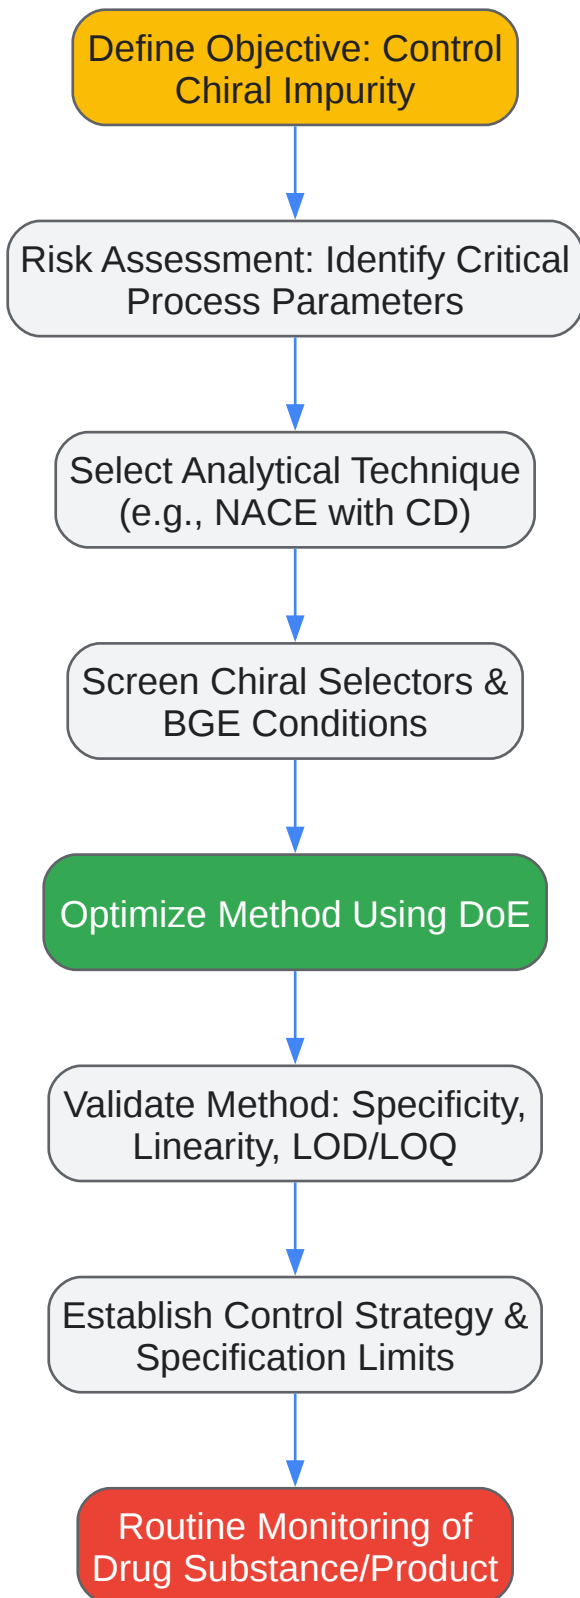 Define Objective: Control
Chiral Impurity
Risk Assessment: Identify Critical
Process Parameters
Select Analytical Technique
(e.g., NACE with CD)
Screen Chiral Selectors &
BGE Conditions
Optimize Method Using DoE
Validate Method: Specificity,
Linearity, LOD/LOQ
Establish Control Strategy &
Specification Limits
Routine Monitoring of
Drug Substance/Product